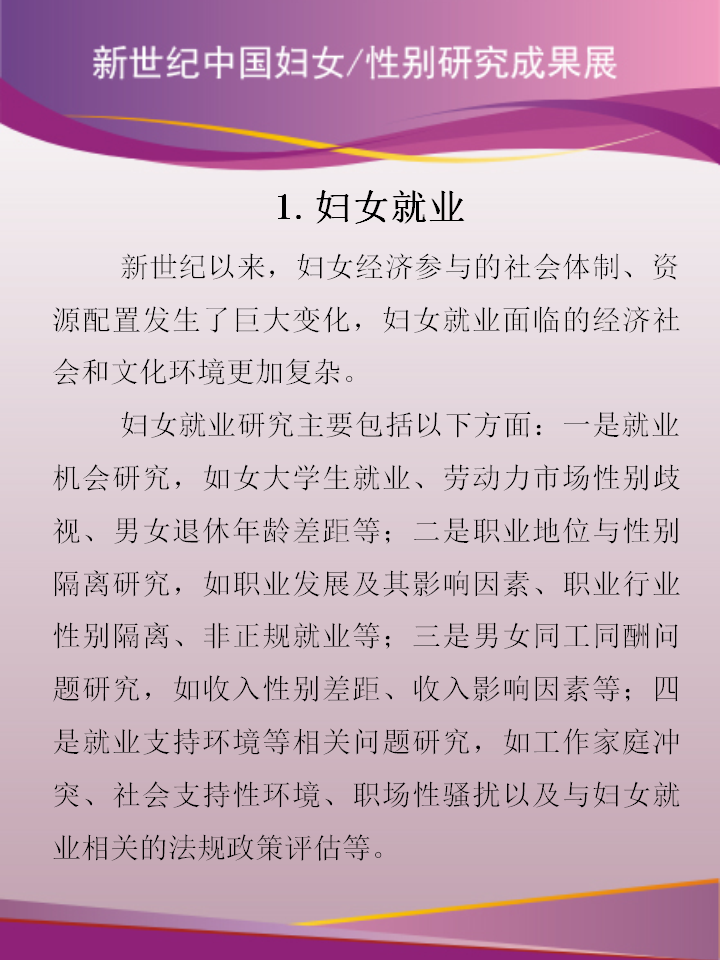 新世纪中国妇女/性别研究成果展
1. 妇女就业
新世纪以来，妇女经济参与的社会体制、资
源配置发生了巨大变化，妇女就业面临的经济社
会和文化环境更加复杂。
妇女就业研究主要包括以下方面：一是就业
机会研究，如女大学生就业、劳动力市场性别歧
视、男女退休年龄差距等；二是职业地位与性别
隔离研究，如职业发展及其影响因素、职业行业
性别隔离、非正规就业等；三是男女同工同酬问
题研究，如收入性别差距、收入影响因素等；四
是就业支持环境等相关问题研究，如工作家庭冲
突、社会支持性环境、职场性骚扰以及与妇女就
业相关的法规政策评估等。